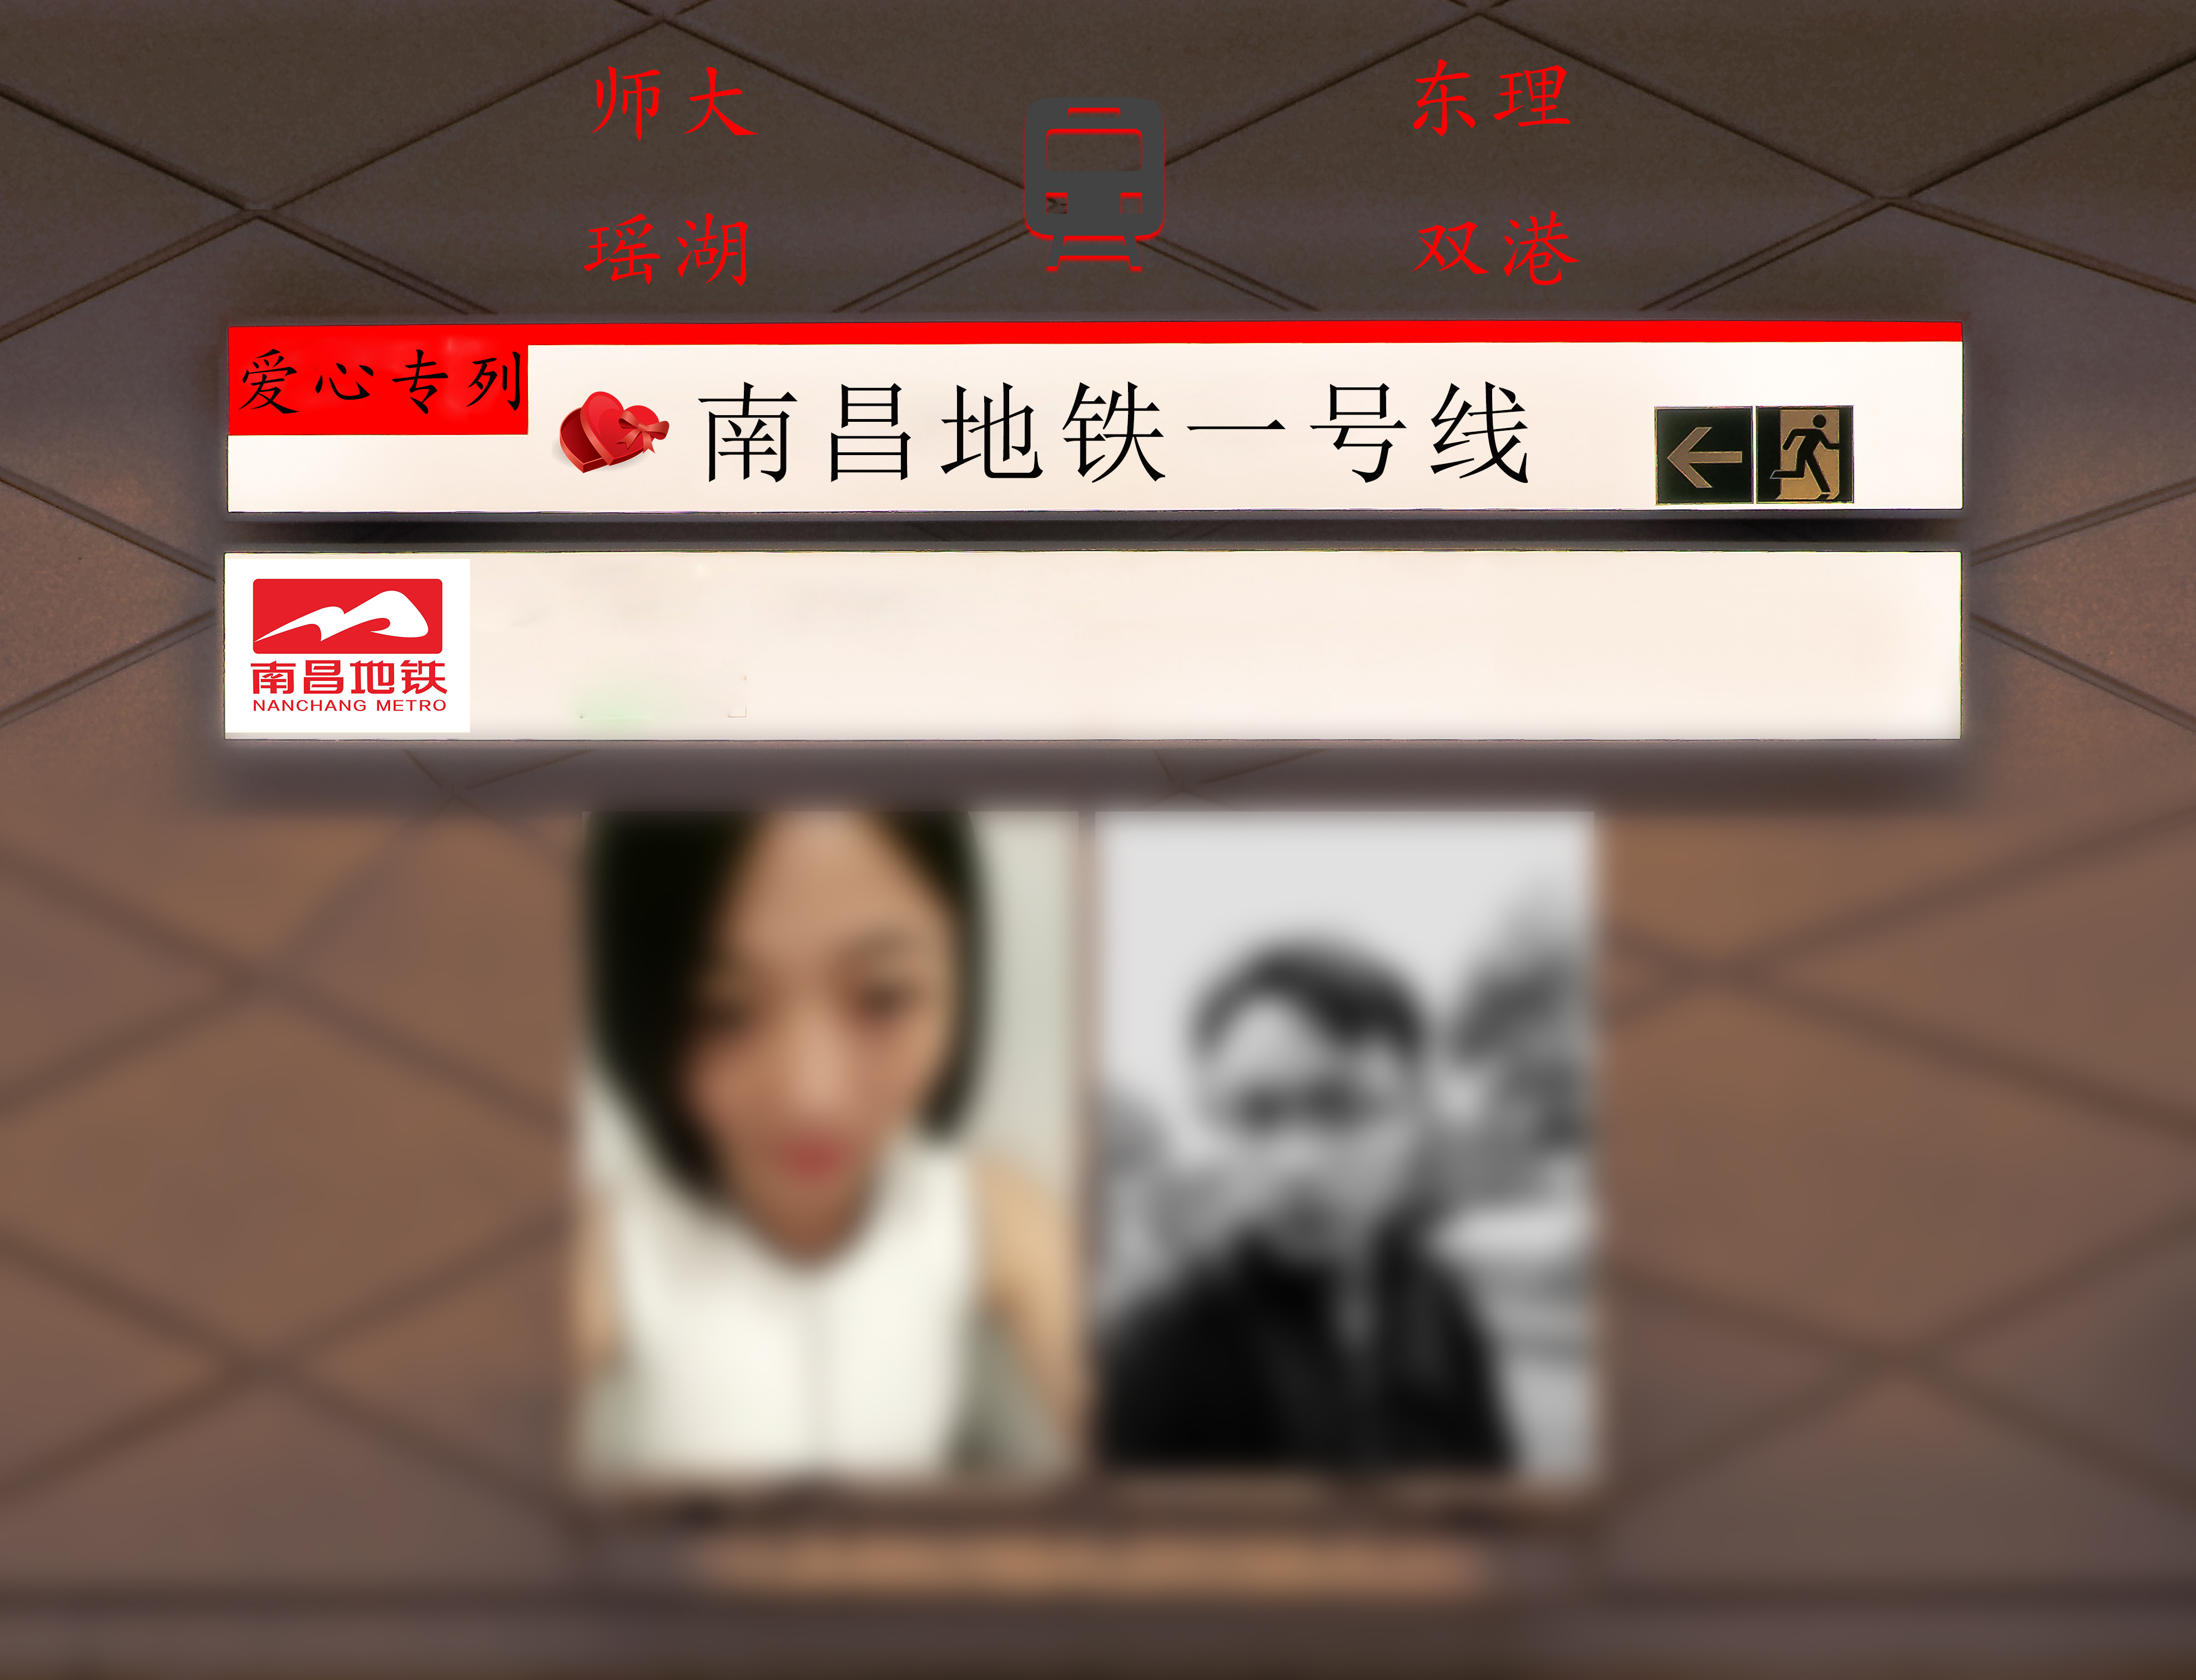 师大 东理
瑶湖 双港
爱心专列
南昌地铁一号线
南昌地铁
NANCHANG METRO